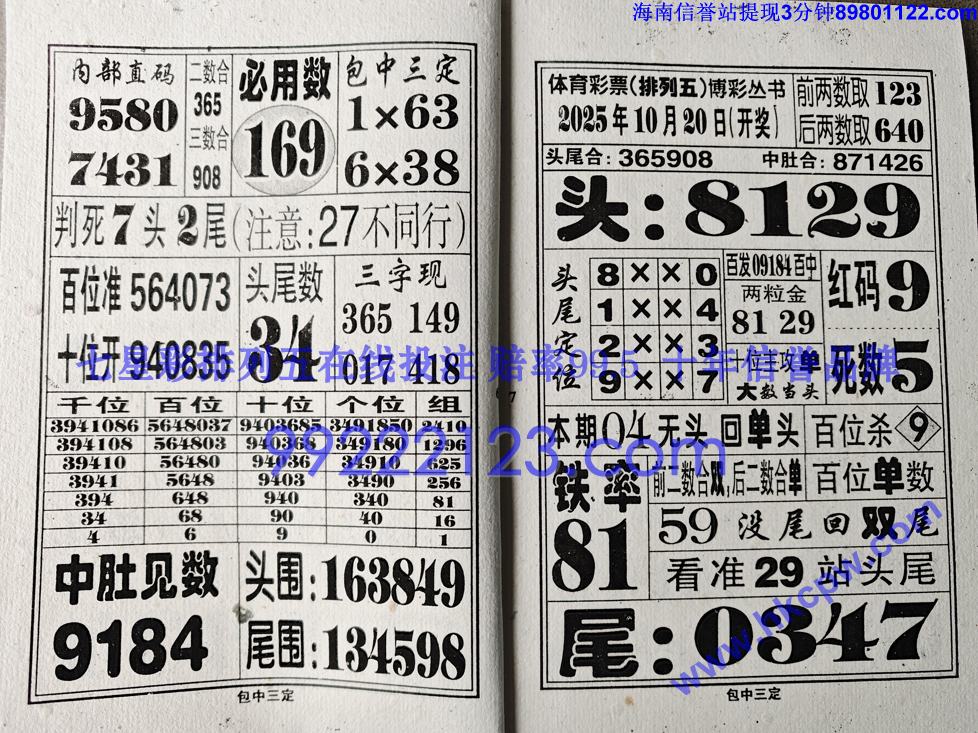 海南信誉站提现3分钟89801122.com
内部直码
9580
7431
二数合
365
三数合
908
必用数
169
包中三定
1×63
6×38
判死7头2尾(注意:27不同行)
百位准564073
十位开940835
头尾数
34
三字现
365 149
017 418
千位 百位 十位 个位 组
3941086 5648037 9403685 3491850 2410
394108 564803 940368 349180 1296
39410 56480 94036 34910 625
3941 5648 9403 3490 256
394 648 940 340 81
34 68 90 40 16
4 6 9 0 1
中肚见数
9184
头围:163849
尾围:134598
包中三定
体育彩票(排列五)博彩丛书
2025年10月20日(开奖)
前两数取123
后两数取640
头尾合:365908 中肚合:871426
头:8129
头尾定位
8××0
1××4
2××3
9××7
百发09184百中
两粒金
81 29
十位主攻单
大数当头
红码9
死数5
本期04无头 回单头
百位杀9
铁率
81
前二数合双,后二数合单
百位单数
59没尾回双尾
看准29站头尾
尾:0347
包中三定
七星彩排列五在线投注 赔率99.5 十年信誉品牌
99222123.com
www.hkcpw.com